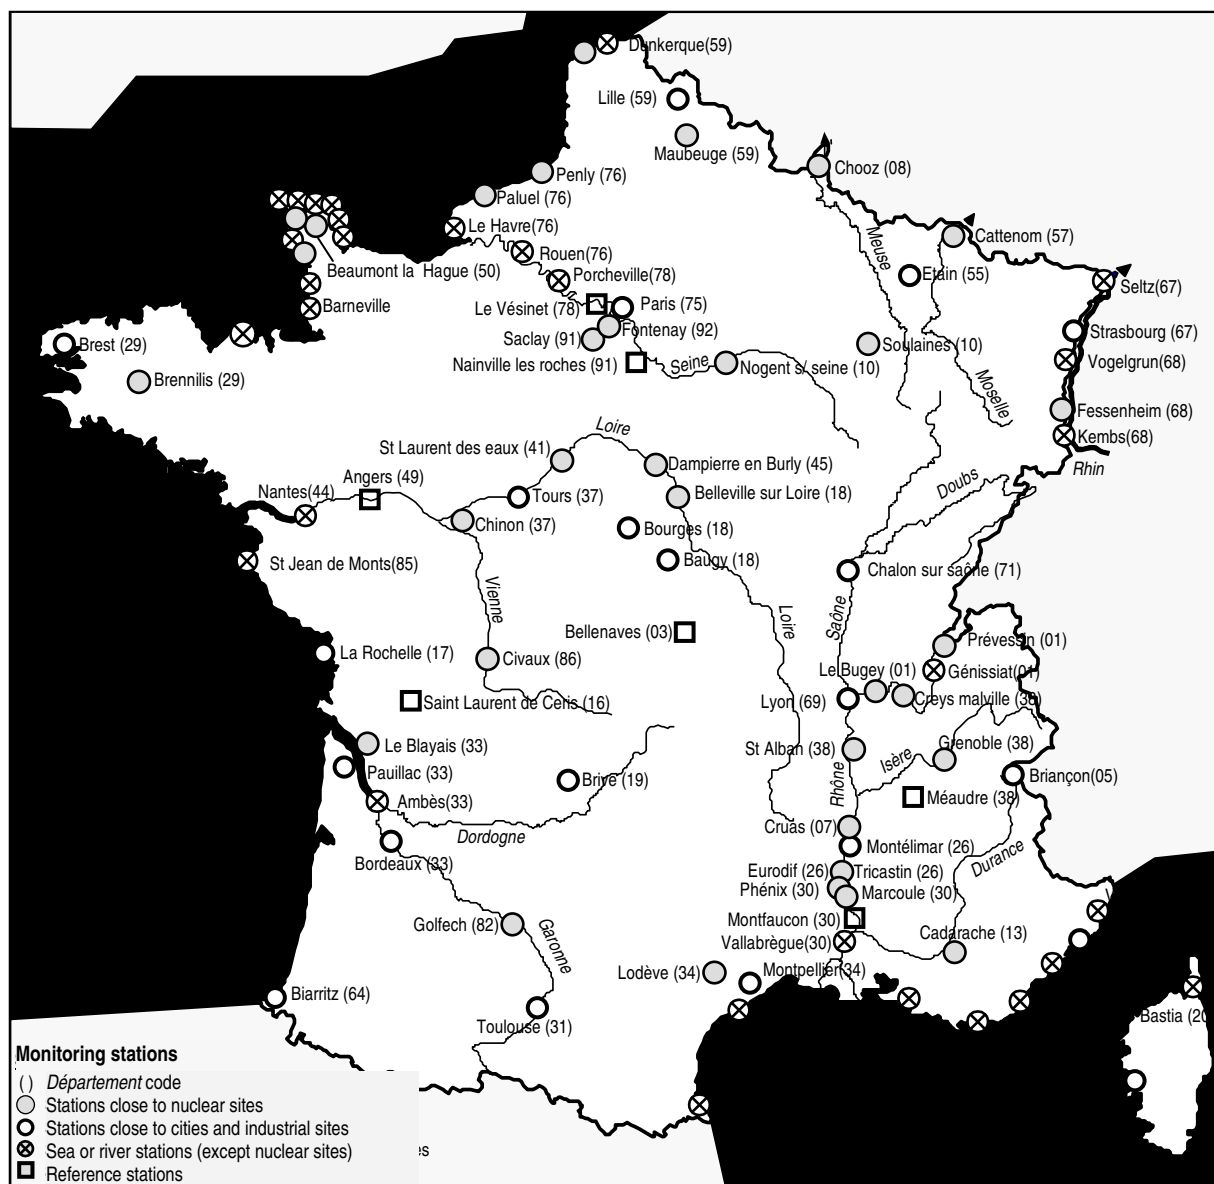 Dunkerque(59)
Lille (59)
Maubeuge (59)
Chooz (08)
Penly (76)
Paluel (76)
Le Havre(76)
Meuse
Cattenom (57)
Rouen(76)
Beaumont la Hague (50)
Porcheville(78)
Etain (55)
Seltz(67)
Barneville
Le Vésinet (78)
Paris (75)
Fontenay (92)
Strasbourg (67)
Brest (29)
Saclay (91)
Soulaines (10)
Nainville les roches (91)
Seine
Nogent s/ seine (10)
Vogelgrun(68)
Brennilis (29)
Moselle
Fessenheim (68)
Loire
St Laurent des eaux (41)
Kembs(68)
Dampierre en Burly (45)
Rhin
Angers (49)
Doubs
Nantes(44)
Tours (37)
Belleville sur Loire (18)
Chinon (37)
Bourges (18)
St Jean de Monts(85)
Baugy (18)
Chalon sur saône (71)
Vienne
Loire
Saône
Bellenaves (03)
Prévessin (01)
La Rochelle (17)
Civaux (86)
Le Bugey (01)
Génissiat(01)
Saint Laurent de Ceris (16)
Lyon (69)
Creys malville (38)
Le Blayais (33)
St Alban (38)
Isère
Grenoble (38)
Pauillac (33)
Brive (19)
Rhône
Briançon(05)
Ambès(33)
Méaudre (38)
Dordogne
Cruas (07)
Bordeaux (33)
Montélimar (26)
Durance
Eurodif (26)
Tricastin (26)
Phénix (30)
Marcoule (30)
Golfech (82)
Garonne
Montfaucon (30)
Vallabrègue(30)
Cadarache (13)
Lodève (34)
Montpellier(34)
Biarritz (64)
Toulouse (31)
Bastia (20
Monitoring stations
( ) Département code
Stations close to nuclear sites
Stations close to cities and industrial sites
Sea or river stations (except nuclear sites)
es
Reference stations